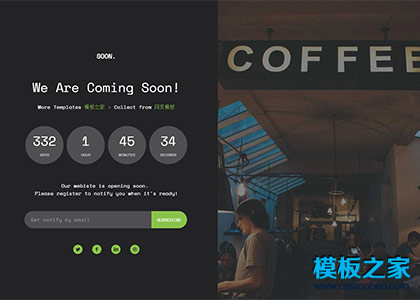 SOON.
We Are Coming Soon!
More Templates 模板之家 - Collect from 网页模板
332
1
45
34
DAYS
HOUR
MINUTES
SECONDS
Our webiste is opening soon.
Please register to notify you when it's ready!
Get notify by email
SUBSCRIBE
COFFEE
模板之家
www.cssmoban.com